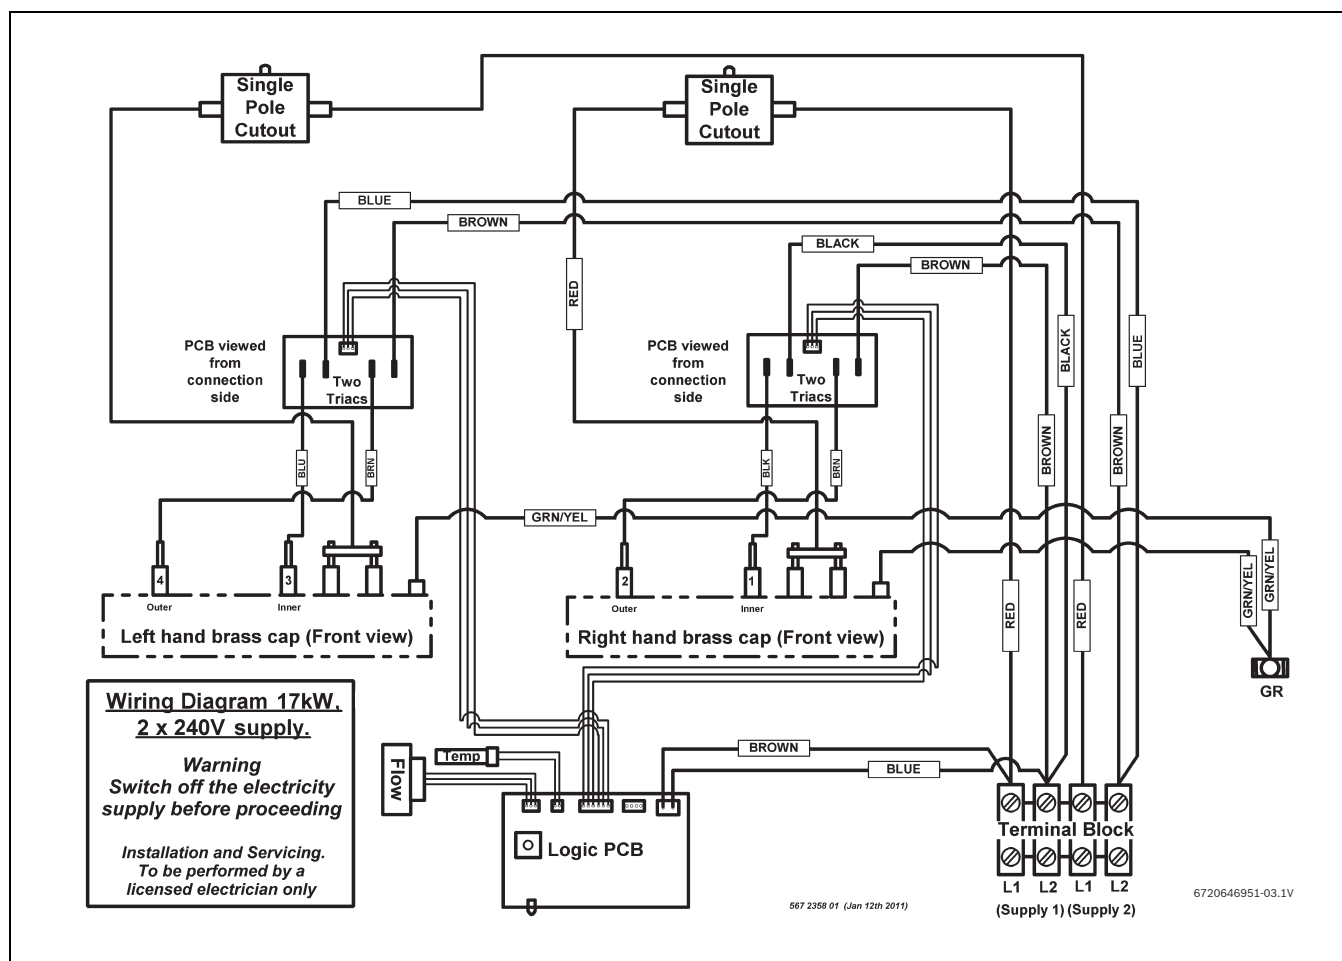 Single
Pole
Cutout
Single
Pole
Cutout
BLUE
BROWN
BLACK
BROWN
RED
BLACK
BLUE
PCB viewed
from
connection
side
Two
Triacs
PCB viewed
from
connection
side
Two
Triacs
BLU
BRN
BLK
BRN
BROWN
BROWN
GRN/YEL
GRN/YEL
GRN/YEL
4
3
2
1
Outer
Inner
Outer
Inner
RED
RED
Left hand brass cap (Front view)
Right hand brass cap (Front view)
GR
Wiring Diagram 17kW,
2 x 240V supply.
Warning
Switch off the electricity
supply before proceeding
Installation and Servicing.
To be performed by a
licensed electrician only
Flow
Temp
BROWN
BLUE
Logic PCB
Terminal Block
L1 L2 L1 L2
(Supply 1) (Supply 2)
567 2358 01 (Jan 12th 2011)
6720646951-03.1V